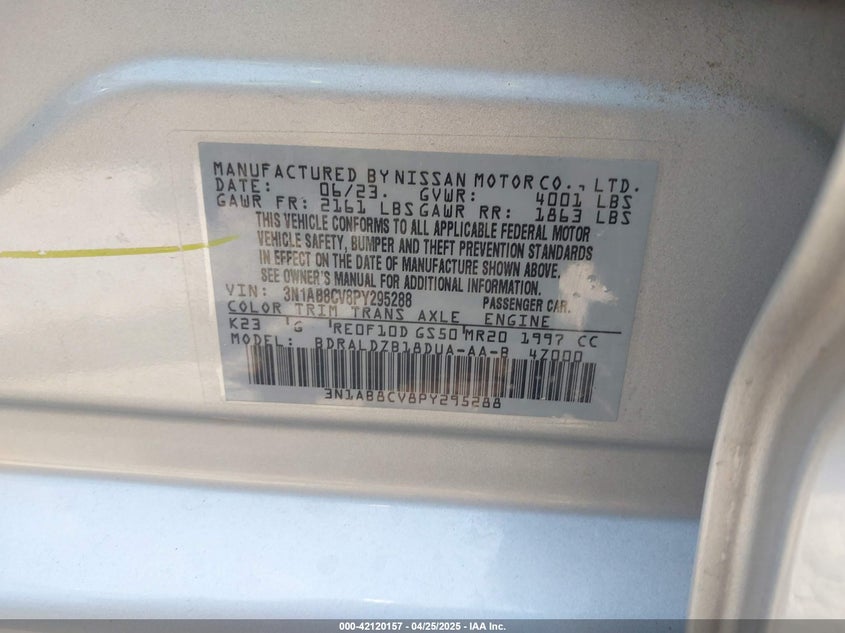 MANUFACTURED BY NISSAN MOTOR CO., LTD.
DATE: 06/23. GVWR: 4001 LBS
GAWR FR: 2161 LBS GAWR RR: 1863 LBS
THIS VEHICLE CONFORMS TO ALL APPLICABLE FEDERAL MOTOR
VEHICLE SAFETY, BUMPER AND THEFT PREVENTION STANDARDS
IN EFFECT ON THE DATE OF MANUFACTURE SHOWN ABOVE.
SEE OWNER'S MANUAL FOR ADDITIONAL INFORMATION.
VIN: 3N1AB8CV8PY295288 PASSENGER CAR.
COLOR TRIM TRANS AXLE ENGINE
K23 G RE0F10D GS50 MR20 1997 CC
MODEL: BDRALDZB18DUA-AA-B 4Z000
3N1AB8CV8PY295288
000-42120157 - 04/25/2025 - IAA Inc.